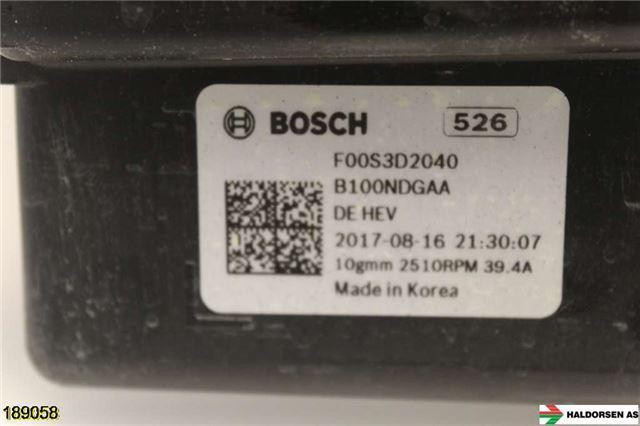 BOSCH 526
F00S3D2040
B100NDGAA
DE HEV
2017-08-16 21:30:07
10gmm 2510RPM 39.4A
Made in Korea
189058
HALDORSEN AS